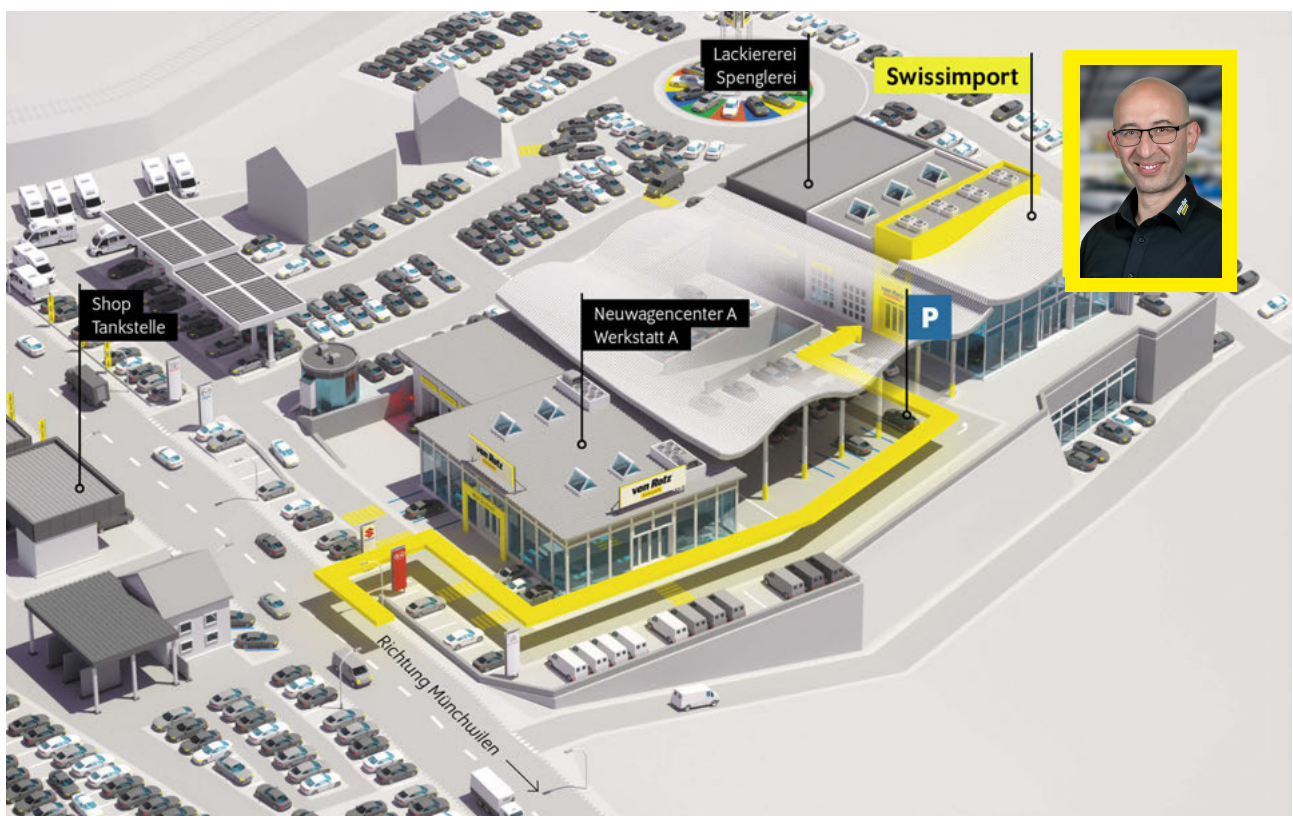 Lackiererei
Spenglerei
Swissimport
Shop
Tankstelle
Neuwagencenter A
Werkstatt A
P
von Rotz
von Rotz
Richtung Münchwilen